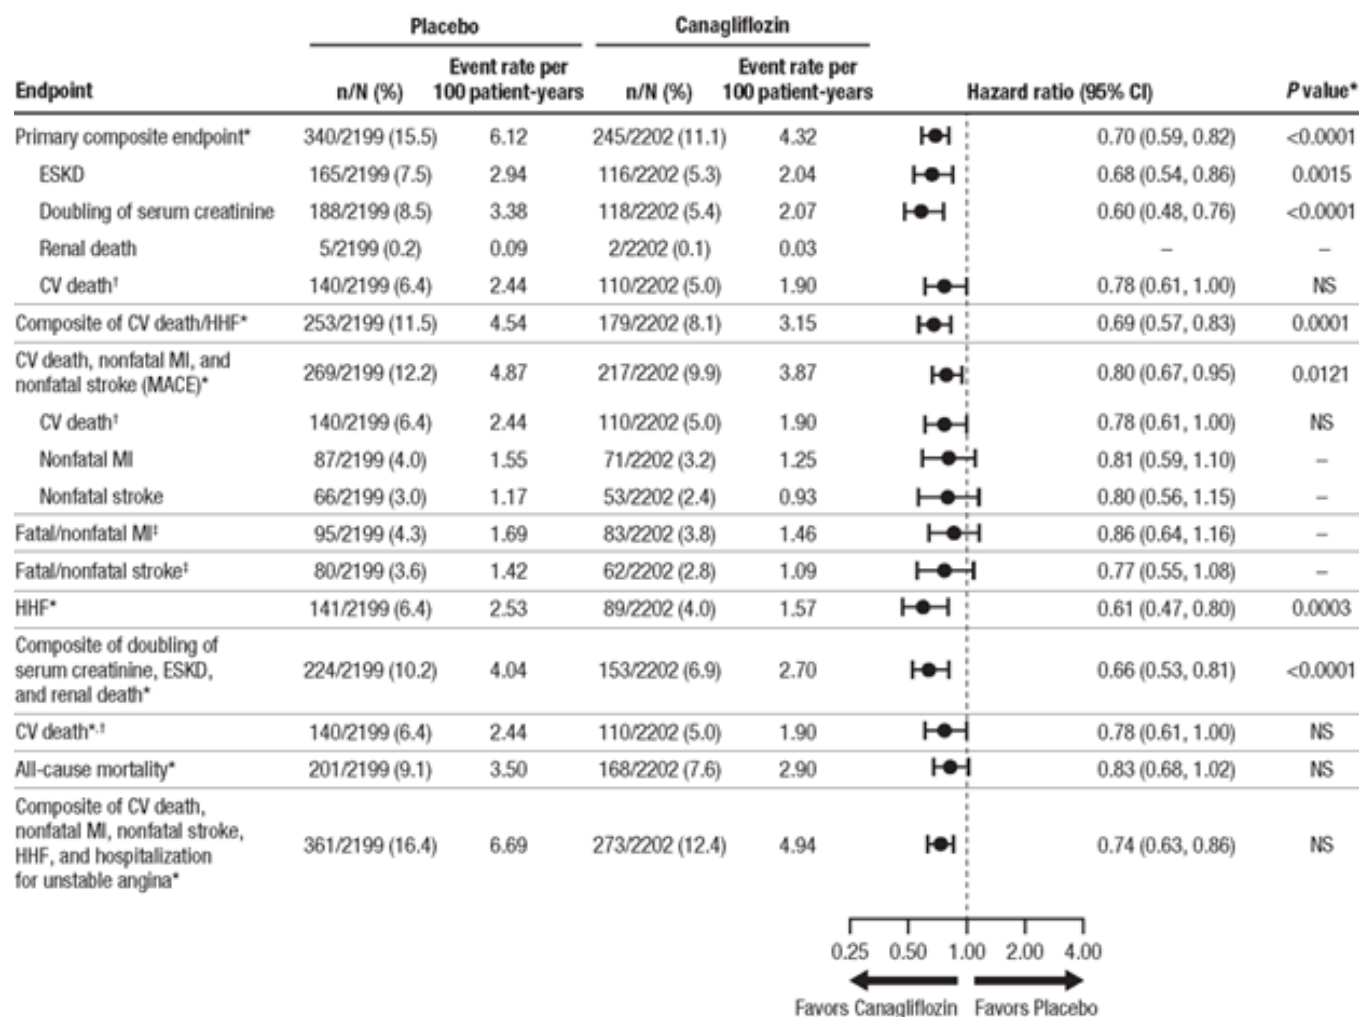 Placebo Canagliflozin
Endpoint n/N (%) Event rate per 100 patient-years n/N (%) Event rate per 100 patient-years Hazard ratio (95% CI) P value*
Primary composite endpoint* 340/2199 (15.5) 6.12 245/2202 (11.1) 4.32 0.70 (0.59, 0.82) <0.0001
ESKD 165/2199 (7.5) 2.94 116/2202 (5.3) 2.04 0.68 (0.54, 0.86) 0.0015
Doubling of serum creatinine 188/2199 (8.5) 3.38 118/2202 (5.4) 2.07 0.60 (0.48, 0.76) <0.0001
Renal death 5/2199 (0.2) 0.09 2/2202 (0.1) 0.03 – –
CV death† 140/2199 (6.4) 2.44 110/2202 (5.0) 1.90 0.78 (0.61, 1.00) NS
Composite of CV death/HHF* 253/2199 (11.5) 4.54 179/2202 (8.1) 3.15 0.69 (0.57, 0.83) 0.0001
CV death, nonfatal MI, and
nonfatal stroke (MACE)* 269/2199 (12.2) 4.87 217/2202 (9.9) 3.87 0.80 (0.67, 0.95) 0.0121
CV death† 140/2199 (6.4) 2.44 110/2202 (5.0) 1.90 0.78 (0.61, 1.00) NS
Nonfatal MI 87/2199 (4.0) 1.55 71/2202 (3.2) 1.25 0.81 (0.59, 1.10) –
Nonfatal stroke 66/2199 (3.0) 1.17 53/2202 (2.4) 0.93 0.80 (0.56, 1.15) –
Fatal/nonfatal MI‡ 95/2199 (4.3) 1.69 83/2202 (3.8) 1.46 0.86 (0.64, 1.16) –
Fatal/nonfatal stroke‡ 80/2199 (3.6) 1.42 62/2202 (2.8) 1.09 0.77 (0.55, 1.08) –
HHF* 141/2199 (6.4) 2.53 89/2202 (4.0) 1.57 0.61 (0.47, 0.80) 0.0003
Composite of doubling of
serum creatinine, ESKD,
and renal death* 224/2199 (10.2) 4.04 153/2202 (6.9) 2.70 0.66 (0.53, 0.81) <0.0001
CV death*,† 140/2199 (6.4) 2.44 110/2202 (5.0) 1.90 0.78 (0.61, 1.00) NS
All-cause mortality* 201/2199 (9.1) 3.50 168/2202 (7.6) 2.90 0.83 (0.68, 1.02) NS
Composite of CV death,
nonfatal MI, nonfatal stroke,
HHF, and hospitalization
for unstable angina* 361/2199 (16.4) 6.69 273/2202 (12.4) 4.94 0.74 (0.63, 0.86) NS
0.25 0.50 1.00 2.00 4.00
Favors Canagliflozin Favors Placebo